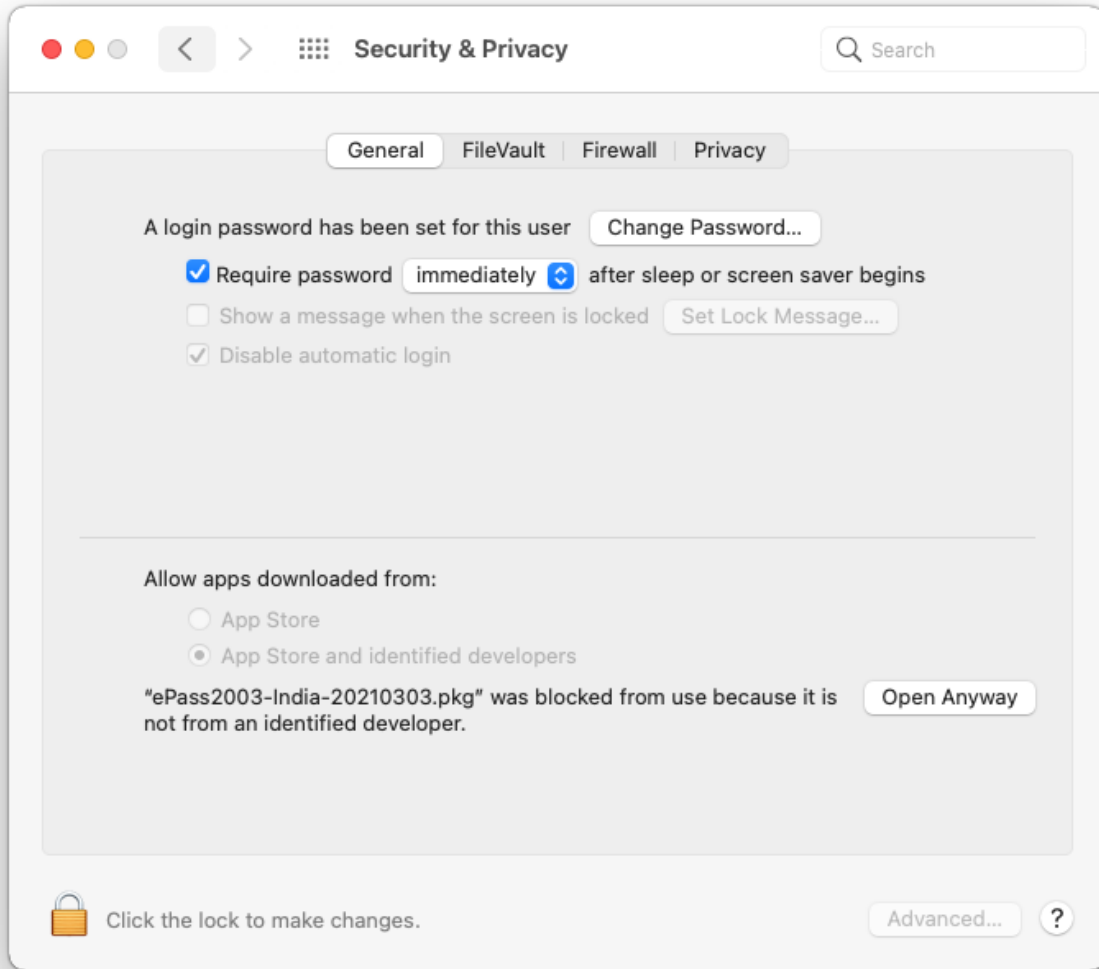 Security & Privacy
Search
General
FileVault
Firewall
Privacy
A login password has been set for this user
Change Password...
Require password
immediately
after sleep or screen saver begins
Show a message when the screen is locked
Set Lock Message...
Disable automatic login
Allow apps downloaded from:
App Store
App Store and identified developers
“ePass2003-India-20210303.pkg” was blocked from use because it is
not from an identified developer.
Open Anyway
Click the lock to make changes.
Advanced...
?